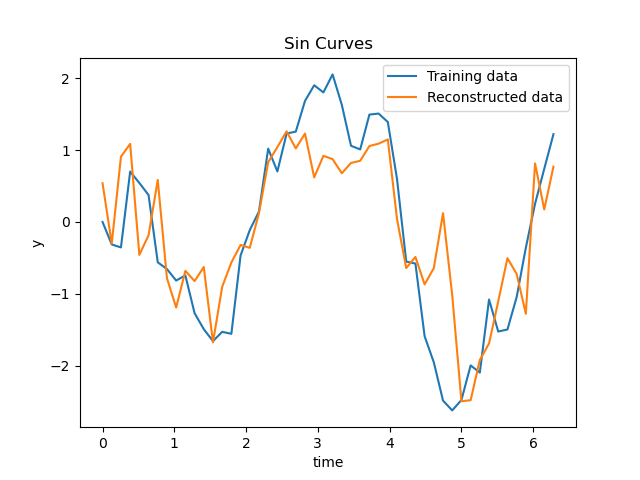 Sin Curves
Training data
Reconstructed data
y
2
1
0
−1
−2
0 1 2 3 4 5 6
time